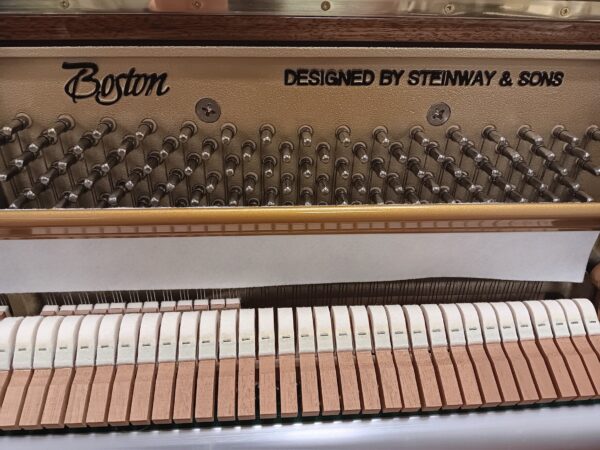 Boston
DESIGNED BY STEINWAY & SONS